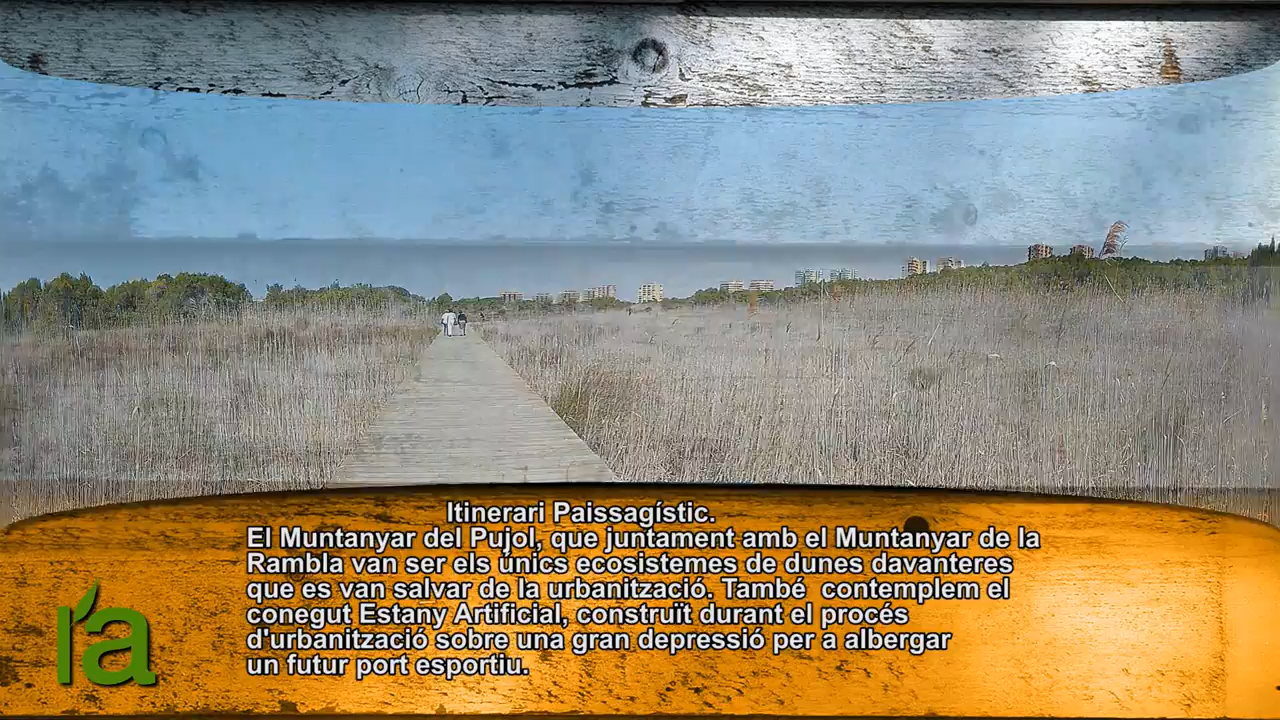 Itinerari Paissagístic.
El Muntanyar del Pujol, que juntament amb el Muntanyar de la
Rambla van ser els únics ecosistemes de dunes davanteres
que es van salvar de la urbanització. També  contemplem el
conegut Estany Artificial, construït durant el procés
d'urbanització sobre una gran depressió per a albergar
un futur port esportiu.
r'a